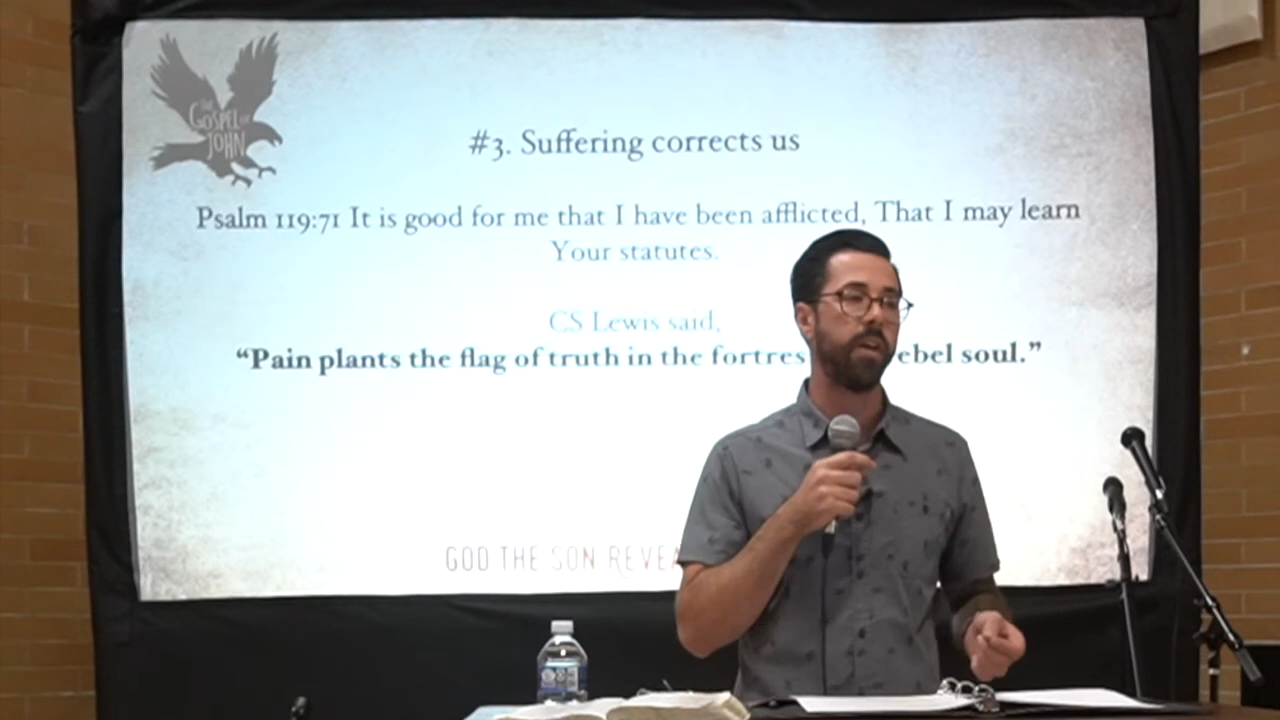 THE
GOSPEL OF
JOHN
#3. Suffering corrects us
Psalm 119:71 It is good for me that I have been afflicted, That I may learn
Your statutes.
CS Lewis said,
“Pain plants the flag of truth in the fortres ebel soul.”
GOD THE SON REVEA